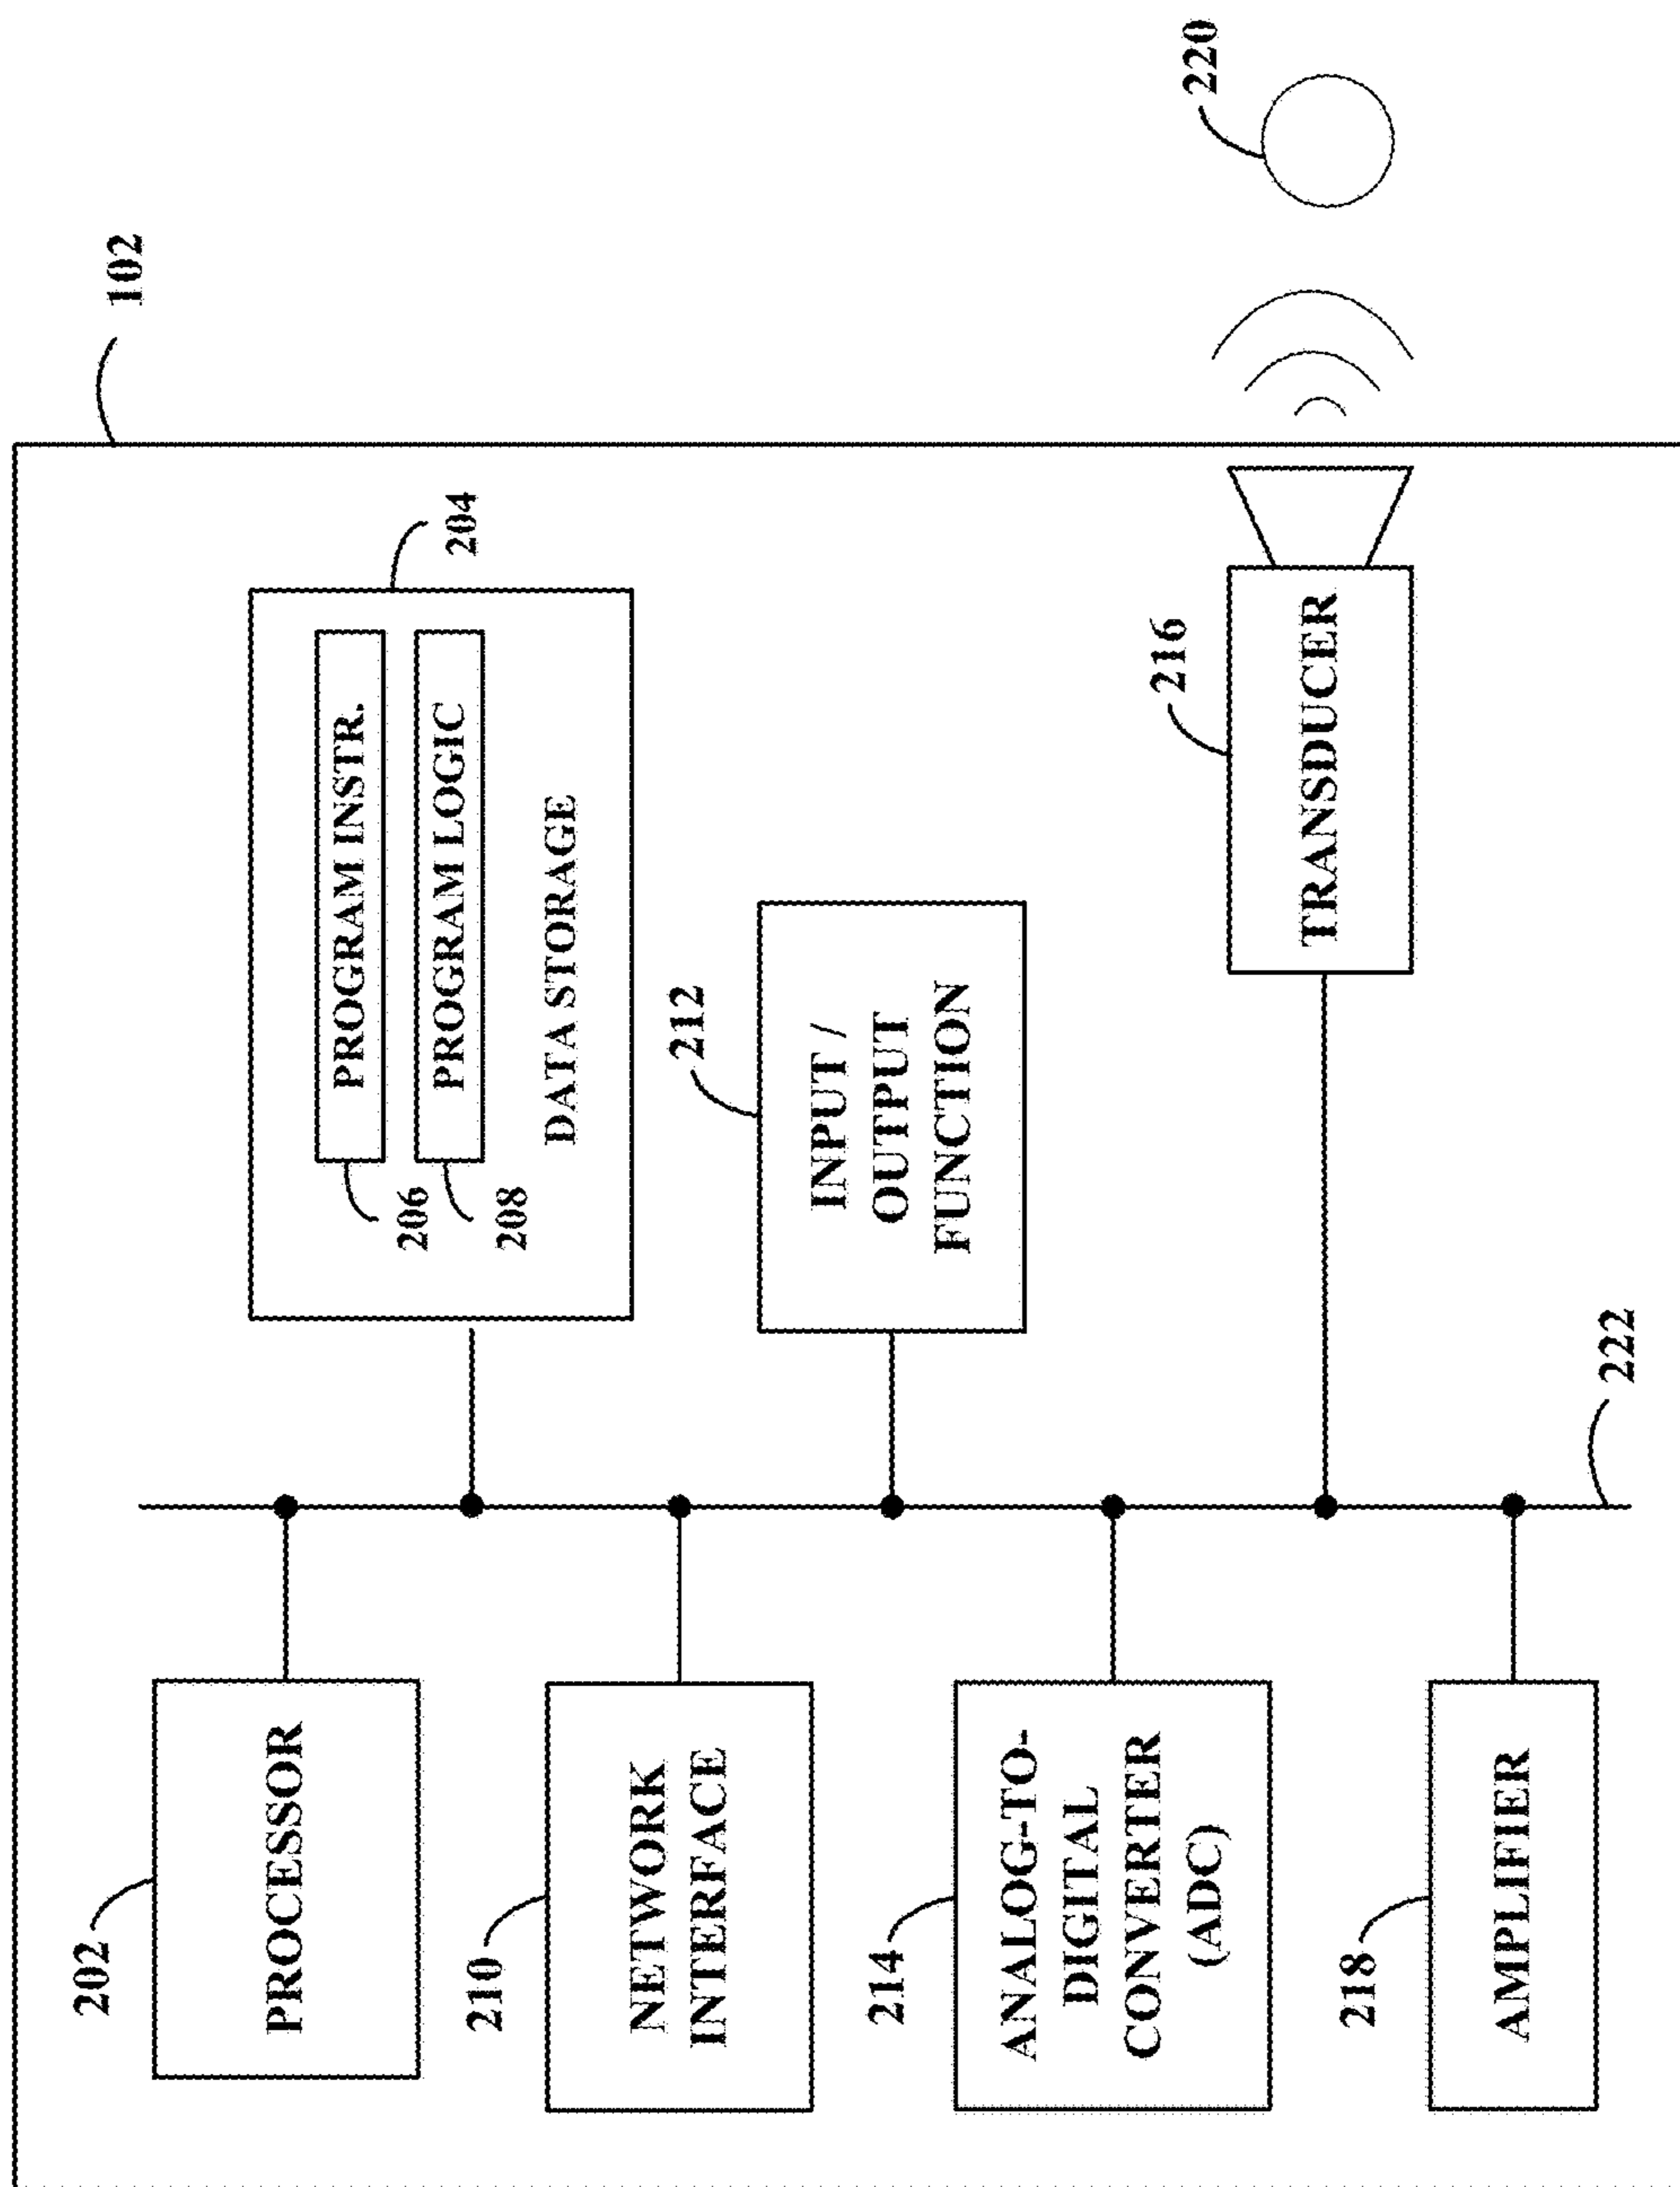 102
202
PROCESSOR
204
PROGRAM INSTR.
206
PROGRAM LOGIC
208
DATA STORAGE
210
NETWORK
INTERFACE
212
INPUT /
OUTPUT
FUNCTION
214
ANALOG-TO-
DIGITAL
CONVERTER
(ADC)
216
TRANSDUCER
220
218
AMPLIFIER
222